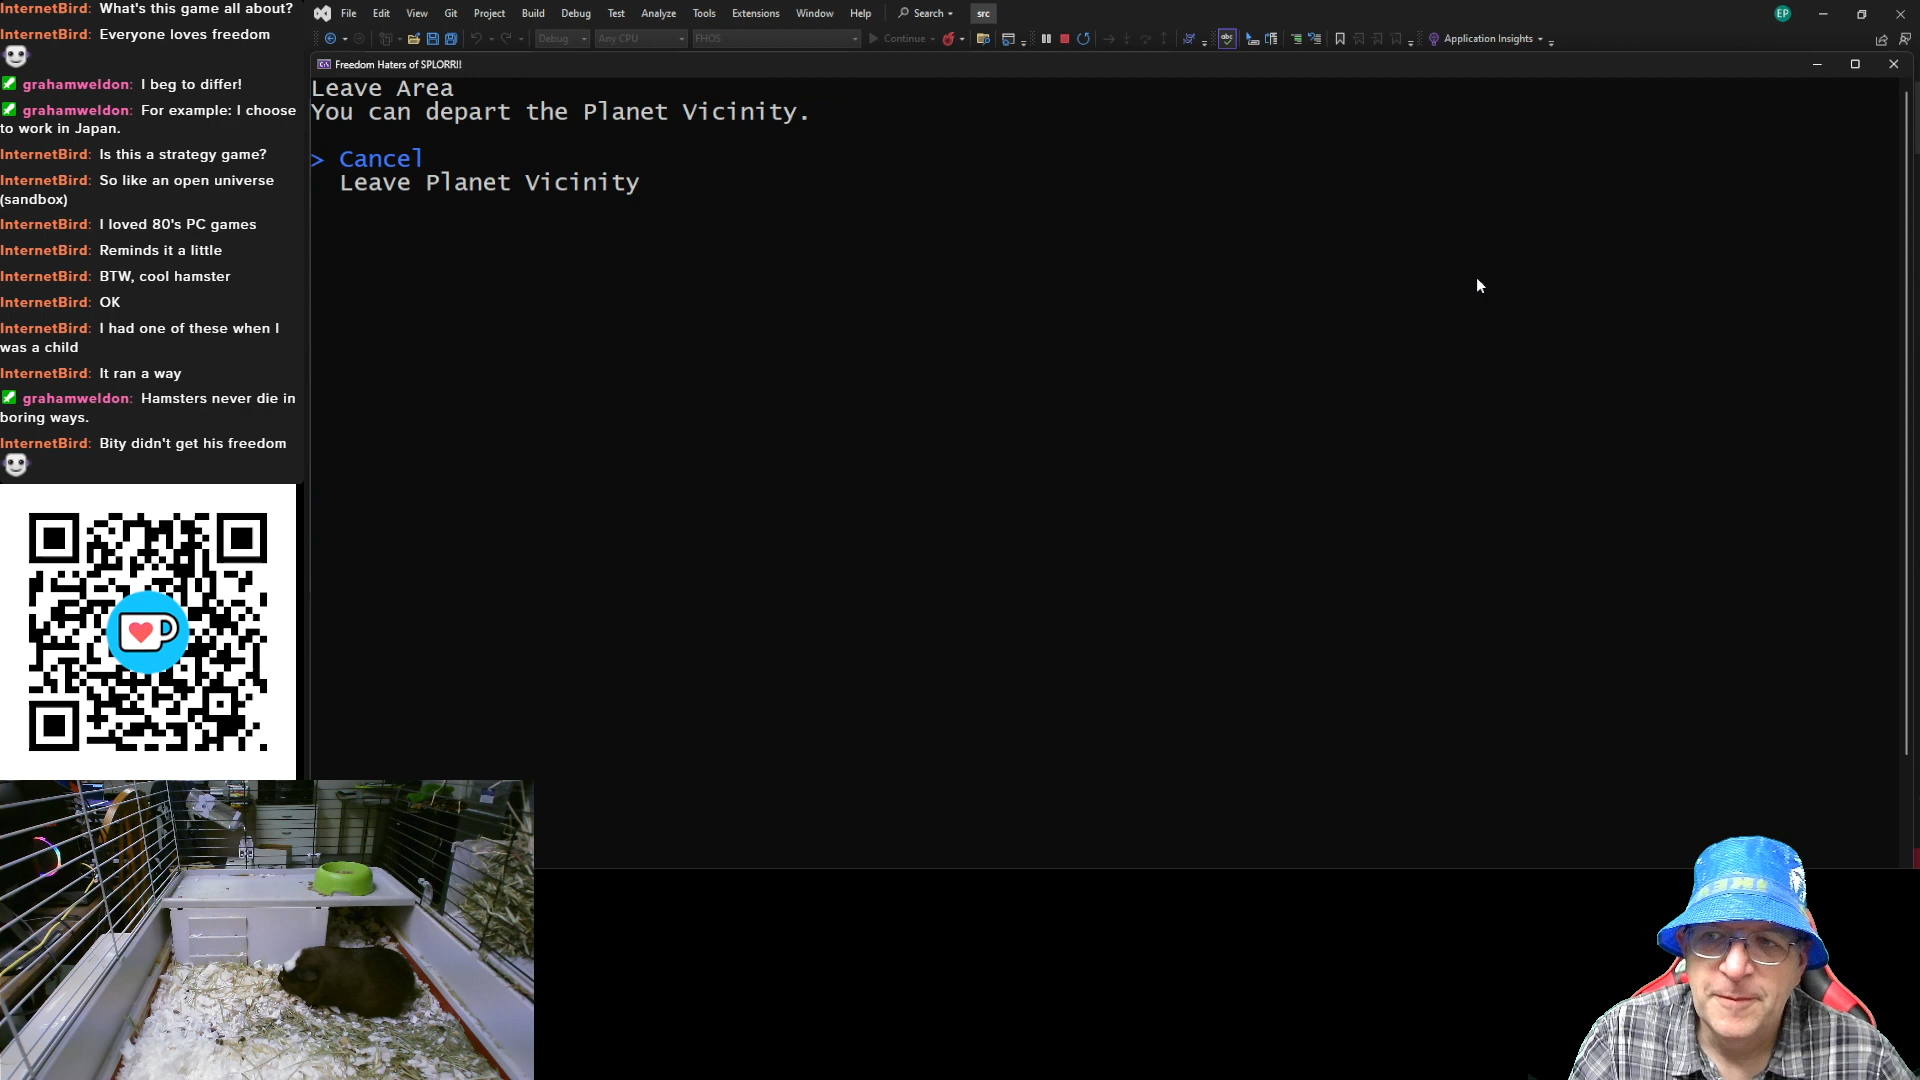 InternetBird: What's this game all about?
InternetBird: Everyone loves freedom
grahamweldon: I beg to differ!
grahamweldon: For example: I choose
to work in Japan.
InternetBird: Is this a strategy game?
InternetBird: So like an open universe
(sandbox)
InternetBird: I loved 80's PC games
InternetBird: Reminds it a little
InternetBird: BTW, cool hamster
InternetBird: OK
InternetBird: I had one of these when I
was a child
InternetBird: It ran a way
grahamweldon: Hamsters never die in
boring ways.
InternetBird: Bity didn't get his freedom
File Edit View Git Project Build Debug Test Analyze Tools Extensions Window Help Search src EP
Debug Any CPU FHOS Continue Application Insights
Freedom Haters of SPLORR!!
Leave Area
You can depart the Planet Vicinity.
> Cancel
Leave Planet Vicinity
IKEA